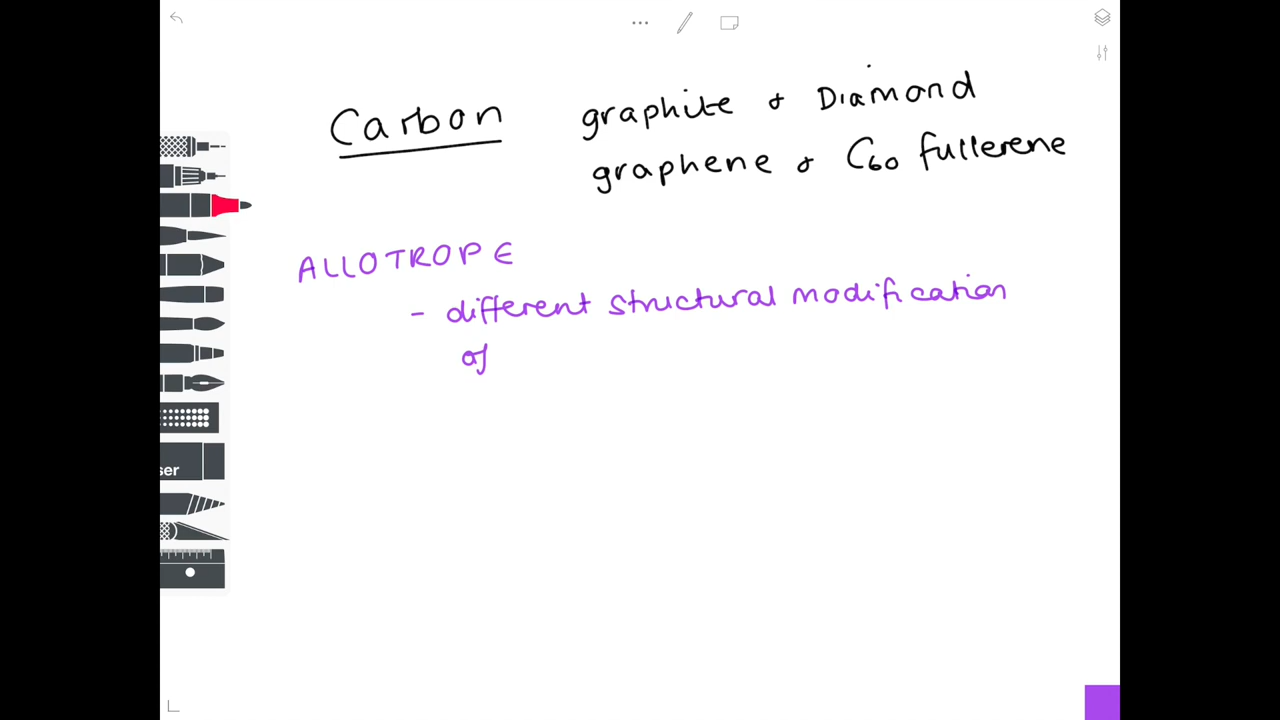 Carbon graphite & Diamond
graphene & C60 fullerene
ALLOTROPE
- different structural modification
of
ser